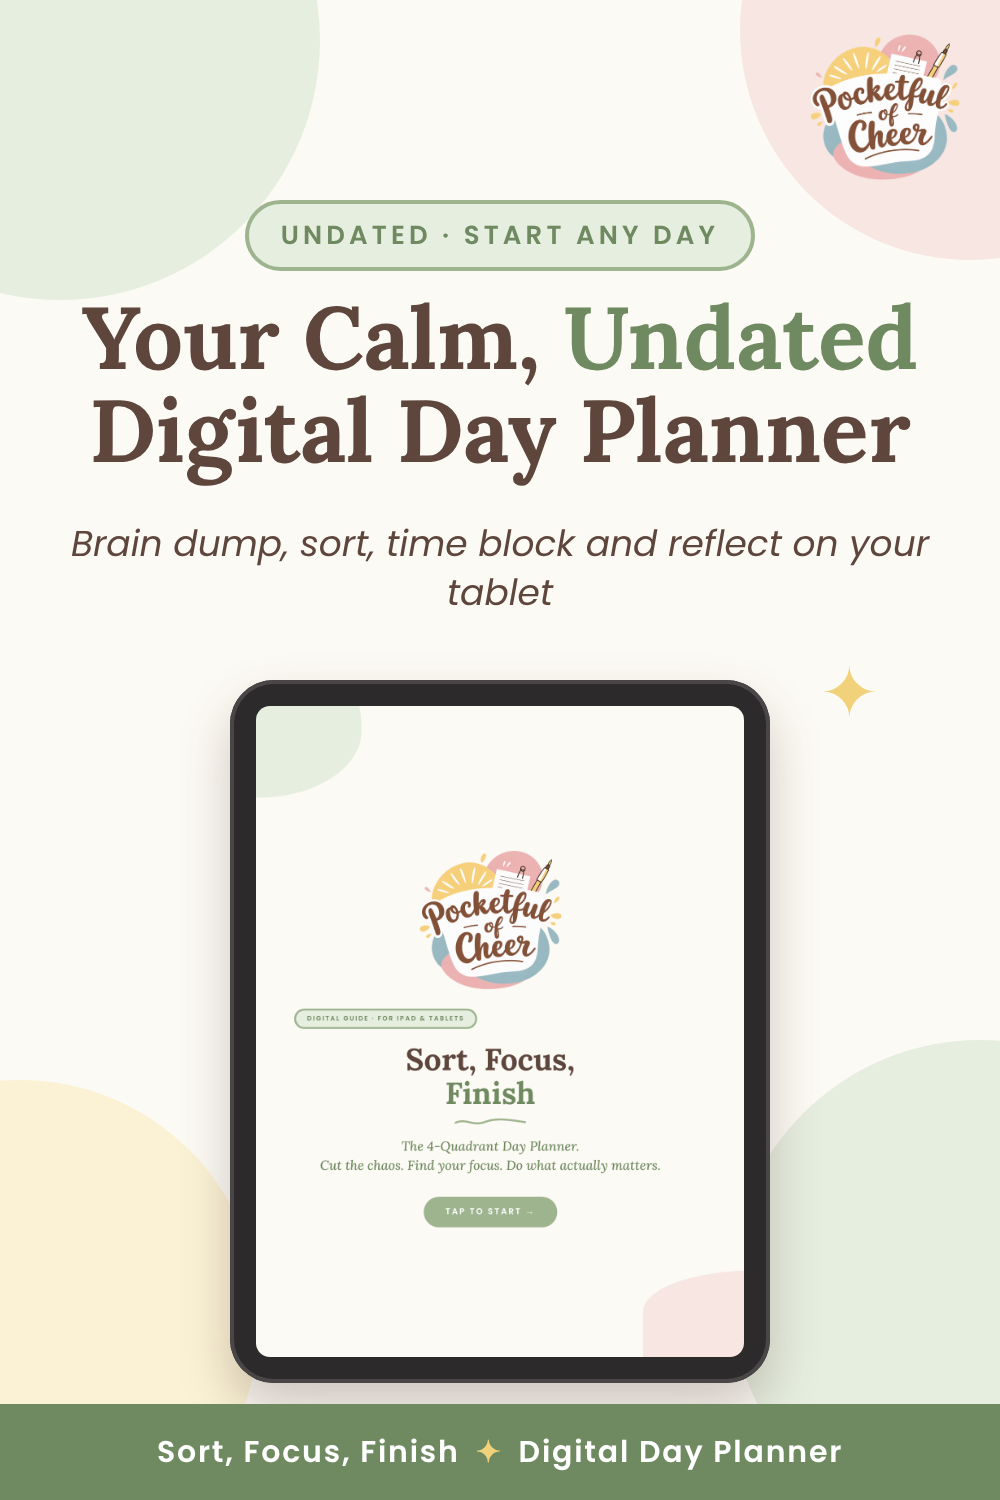 Pocketful
of
Cheer
UNDATED · START ANY DAY
Your Calm, Undated
Digital Day Planner
Brain dump, sort, time block and reflect on your
tablet
Pocketful
of
Cheer
DIGITAL GUIDE · FOR IPAD & TABLETS
Sort, Focus,
Finish
The 4-Quadrant Day Planner.
Cut the chaos. Find your focus. Do what actually matters.
TAP TO START →
Sort, Focus, Finish ✦ Digital Day Planner